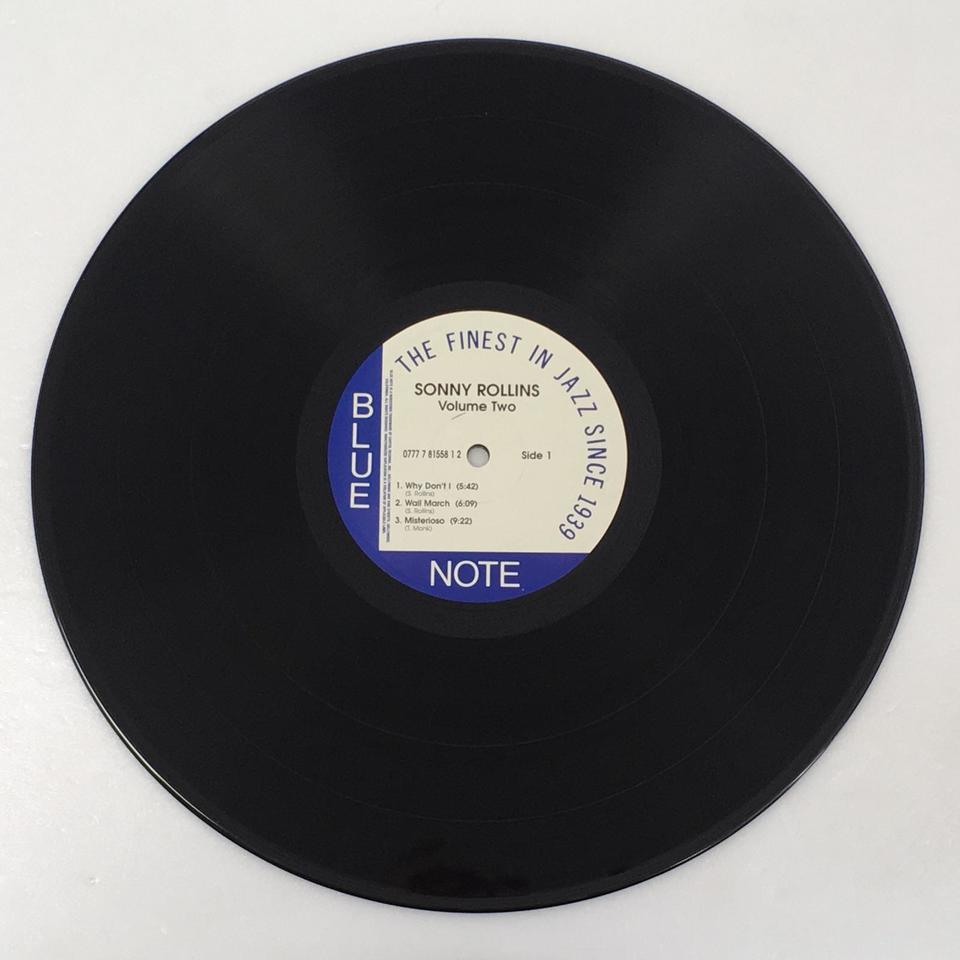 THE FINEST IN JAZZ SINCE 1939
SONNY ROLLINS
Volume Two
0777 7 81558 1 2
Side 1
1. Why Don't I (5:42)
(S. Rollins)
2. Wail March (6:09)
(S. Rollins)
3. Misterioso (9:22)
(T. Monk)
BLUE
NOTE